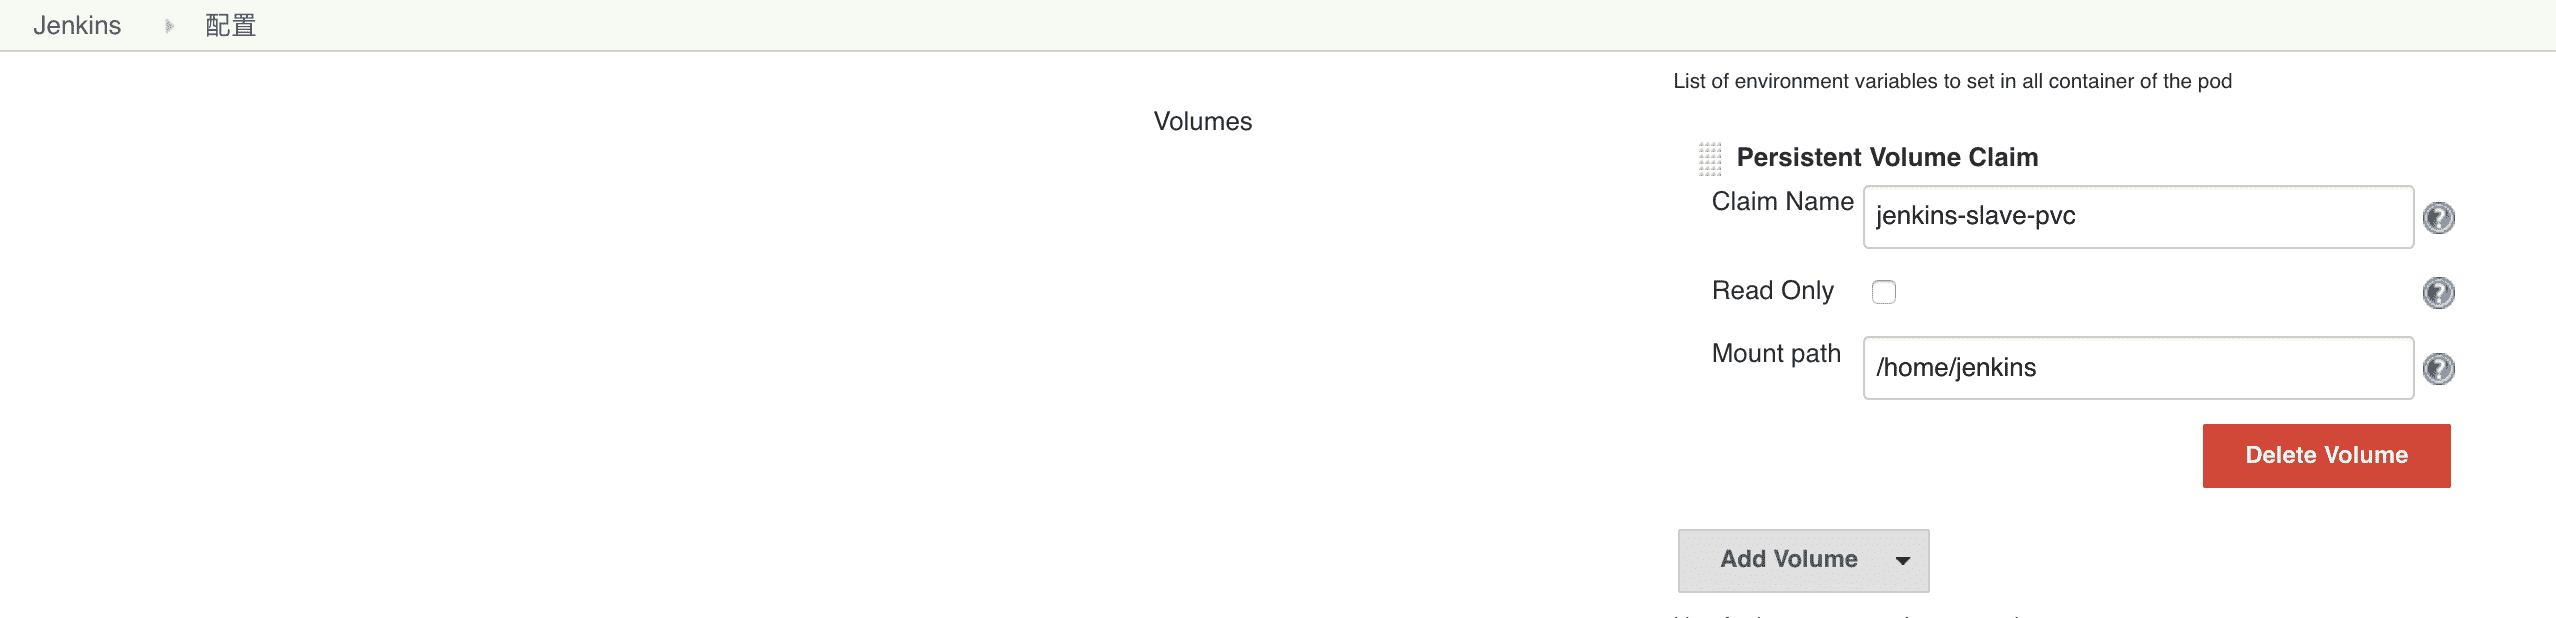 Jenkins 配置
List of environment variables to set in all container of the pod
Volumes
Persistent Volume Claim
Claim Name jenkins-slave-pvc
Read Only
Mount path /home/jenkins
Delete Volume
Add Volume